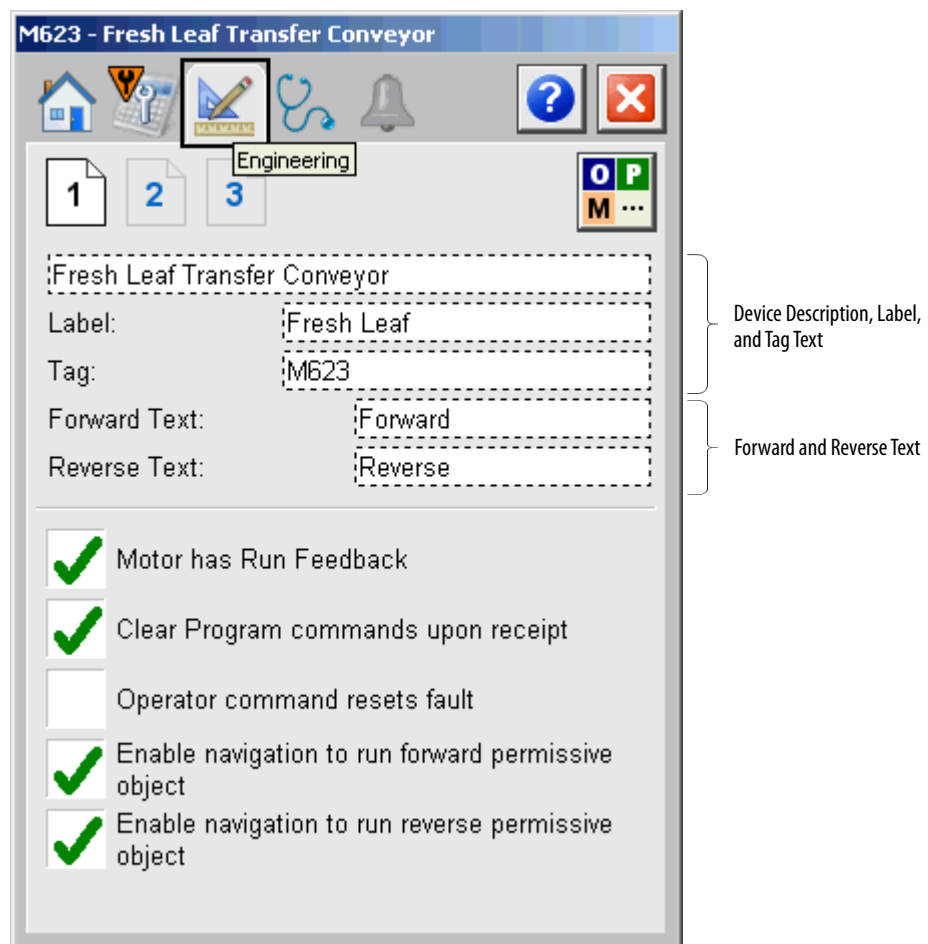 M623 - Fresh Leaf Transfer Conveyor
?
Engineering
1 2 3
O P
M ...
Fresh Leaf Transfer Conveyor
Label: Fresh Leaf
Tag: M623
Device Description, Label,
and Tag Text
Forward Text: Forward
Reverse Text: Reverse
Forward and Reverse Text
Motor has Run Feedback
Clear Program commands upon receipt
Operator command resets fault
Enable navigation to run forward permissive
object
Enable navigation to run reverse permissive
object